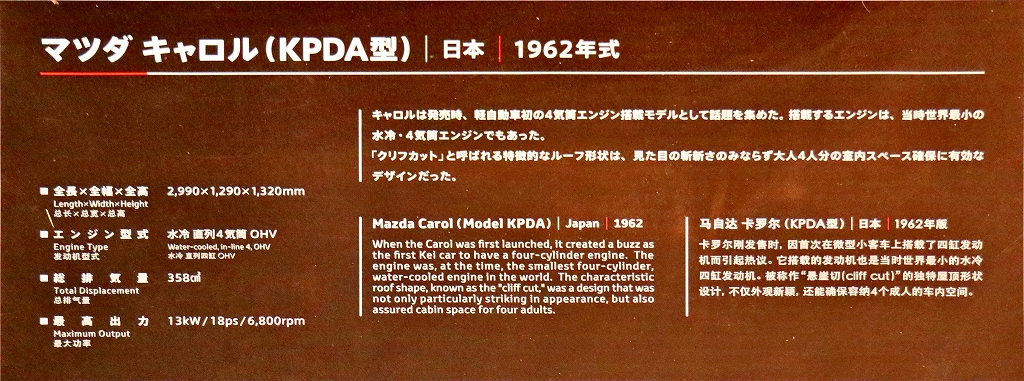 マツダ キャロル（KPDA型）│日本│1962年式
キャロルは発売時、軽自動車初の4気筒エンジン搭載モデルとして話題を集めた。搭載するエンジンは、当時世界最小の
水冷・4気筒エンジンでもあった。
「クリフカット」と呼ばれる特徴的なルーフ形状は、見た目の斬新さのみならず大人4人分の室内スペース確保に有効な
デザインだった。
■ 全長×全幅×全高 2,990×1,290×1,320mm
Length×Width×Height
总长×总宽×总高
■ エンジン型式 水冷 直列4気筒 OHV
Engine Type Water-cooled, in-line 4, OHV
发动机型式 水冷 直列四缸 OHV
■ 総排気量 358㎤
Total Displacement
总排气量
■ 最高出力 13kW/18ps/6,800rpm
Maximum Output
最大功率
Mazda Carol (Model KPDA)│Japan│1962
When the Carol was first launched, it created a buzz as
the first Kei car to have a four-cylinder engine. The
engine was, at the time, the smallest four-cylinder,
water-cooled engine in the world. The characteristic
roof shape, known as the "cliff cut," was a design that was
not only particularly striking in appearance, but also
assured cabin space for four adults.
马自达 卡罗尔（KPDA型）│日本│1962年版
卡罗尔刚发售时，因首次在微型小客车上搭载了四缸发动
机而引起热议。它搭载的发动机也是当时世界最小的水冷
四缸发动机。被称作“悬崖切(cliff cut)”的独特屋顶形状
设计，不仅外观新颖，还能确保容纳4个成人的车内空间。